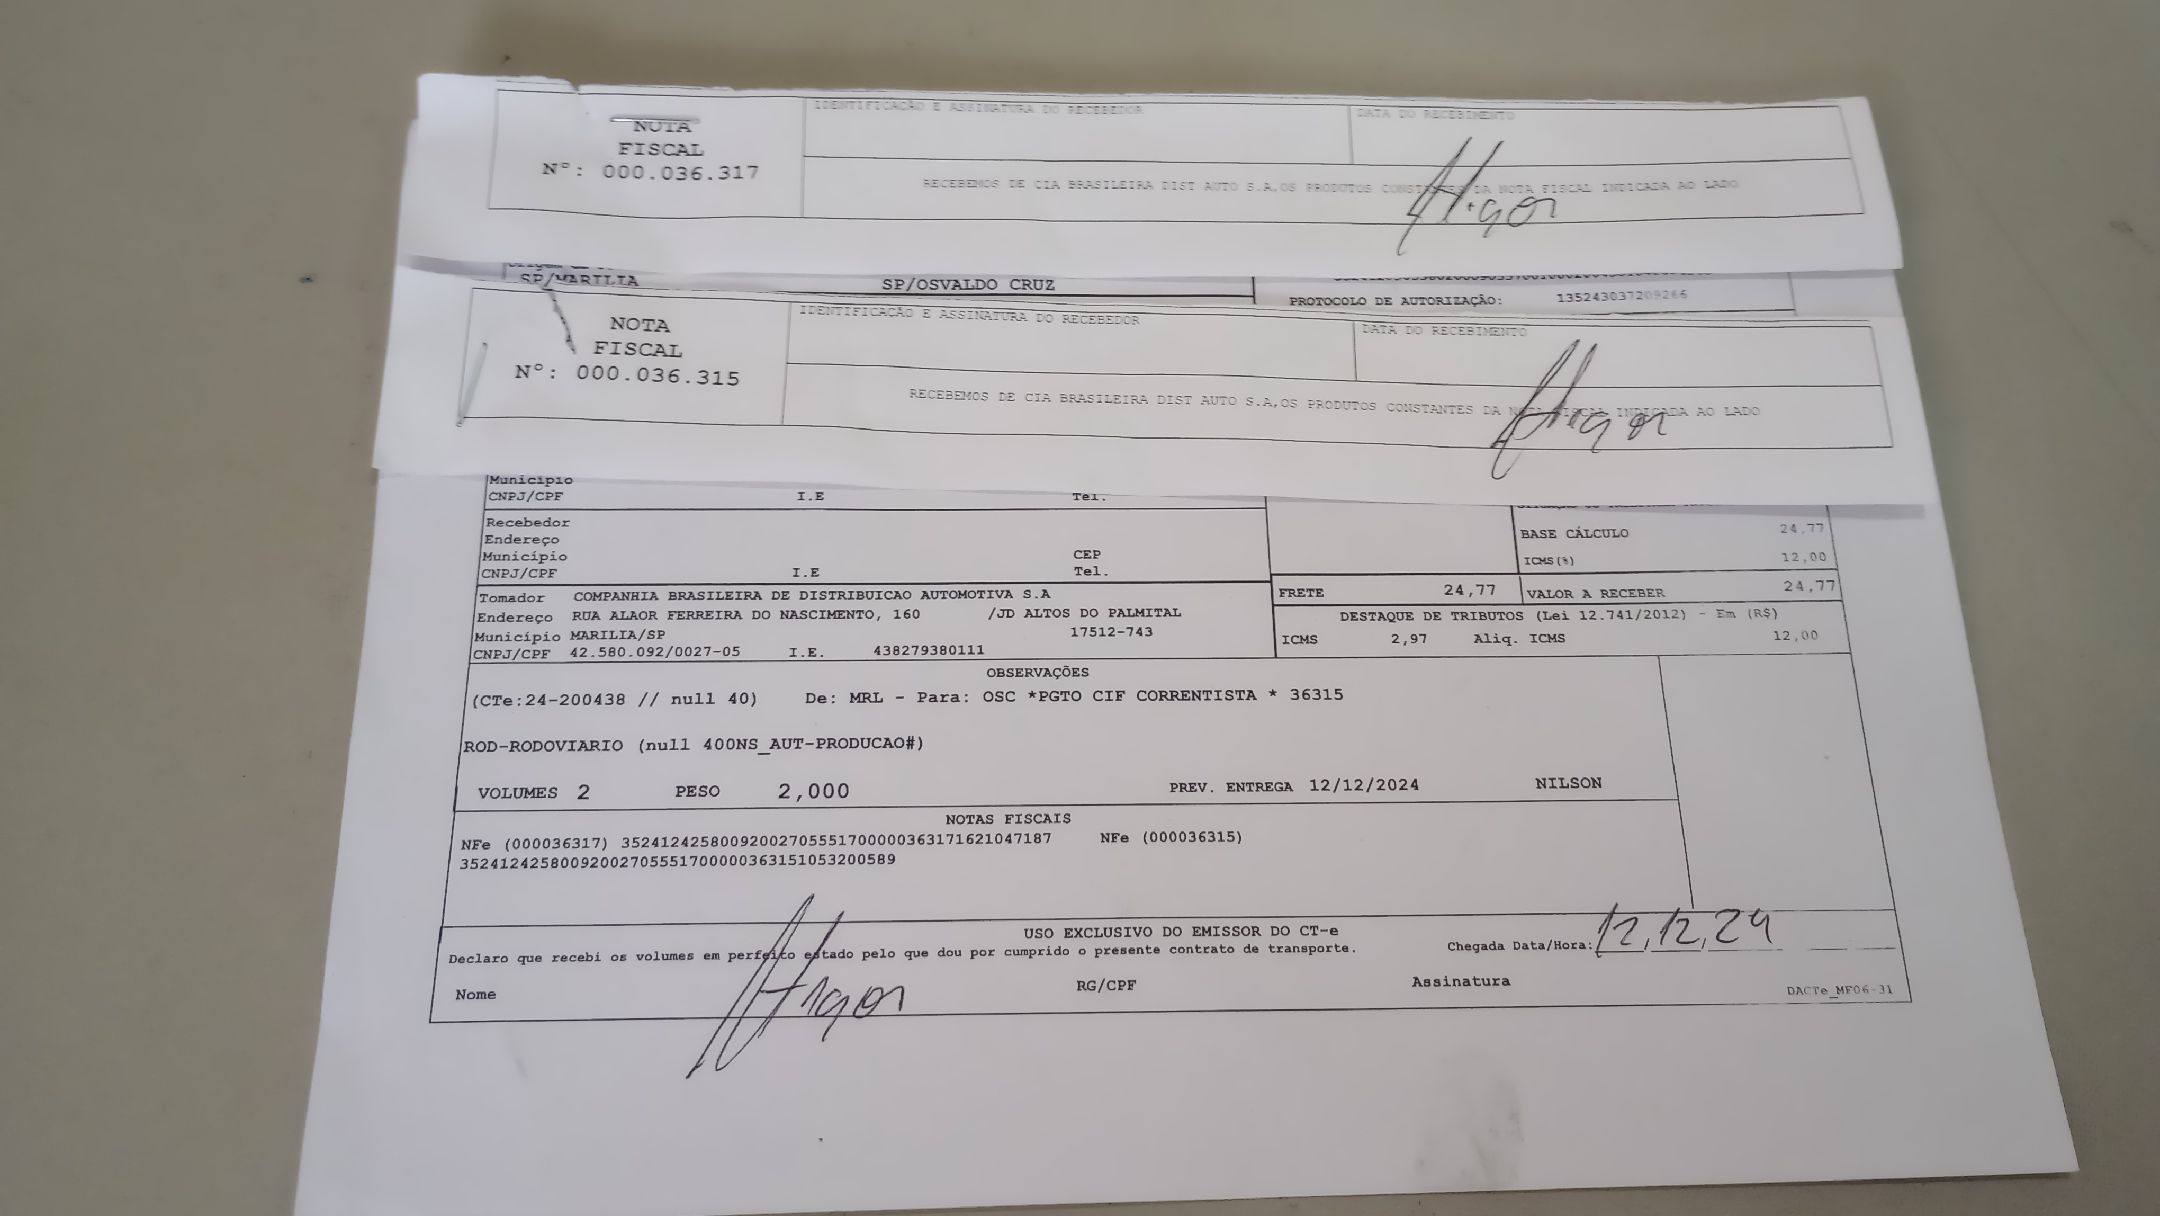 IDENTIFICAÇÃO E ASSINATURA DO RECEBEDOR
DATA DO RECEBIMENTO
NOTA
FISCAL
Nº: 000.036.317
RECEBEMOS DE CIA BRASILEIRA DIST AUTO S.A,OS PRODUTOS CONSTANTES DA NOTA FISCAL INDICADA AO LADO
Higor
SP/MARILIA SP/OSVALDO CRUZ
PROTOCOLO DE AUTORIZAÇÃO: 135243037209266
IDENTIFICAÇÃO E ASSINATURA DO RECEBEDOR
DATA DO RECEBIMENTO
NOTA
FISCAL
Nº: 000.036.315
RECEBEMOS DE CIA BRASILEIRA DIST AUTO S.A,OS PRODUTOS CONSTANTES DA NOTA FISCAL INDICADA AO LADO
Higor
Município
CNPJ/CPF I.E Tel.
Recebedor
Endereço
Município CEP
CNPJ/CPF I.E Tel.
BASE CÁLCULO 24,77
ICMS(%) 12,00
Tomador COMPANHIA BRASILEIRA DE DISTRIBUICAO AUTOMOTIVA S.A
Endereço RUA ALAOR FERREIRA DO NASCIMENTO, 160 /JD ALTOS DO PALMITAL
Município MARILIA/SP 17512-743
CNPJ/CPF 42.580.092/0027-05 I.E. 438279380111
FRETE 24,77 VALOR A RECEBER 24,77
DESTAQUE DE TRIBUTOS (Lei 12.741/2012) - Em (R$)
ICMS 2,97 Aliq. ICMS 12,00
OBSERVAÇÕES
(CTe:24-200438 // null 40) De: MRL - Para: OSC *PGTO CIF CORRENTISTA * 36315
ROD-RODOVIARIO (null 400NS_AUT-PRODUCAO#)
VOLUMES 2 PESO 2,000 PREV. ENTREGA 12/12/2024 NILSON
NOTAS FISCAIS
NFe (000036317) 35241242580092002705551700000363171621047187 NFe (000036315)
35241242580092002705551700000363151053200589
USO EXCLUSIVO DO EMISSOR DO CT-e
Declaro que recebi os volumes em perfeito estado pelo que dou por cumprido o presente contrato de transporte.
Chegada Data/Hora: 12,12,24
Nome Higor RG/CPF Assinatura
DACTe_MF06-31